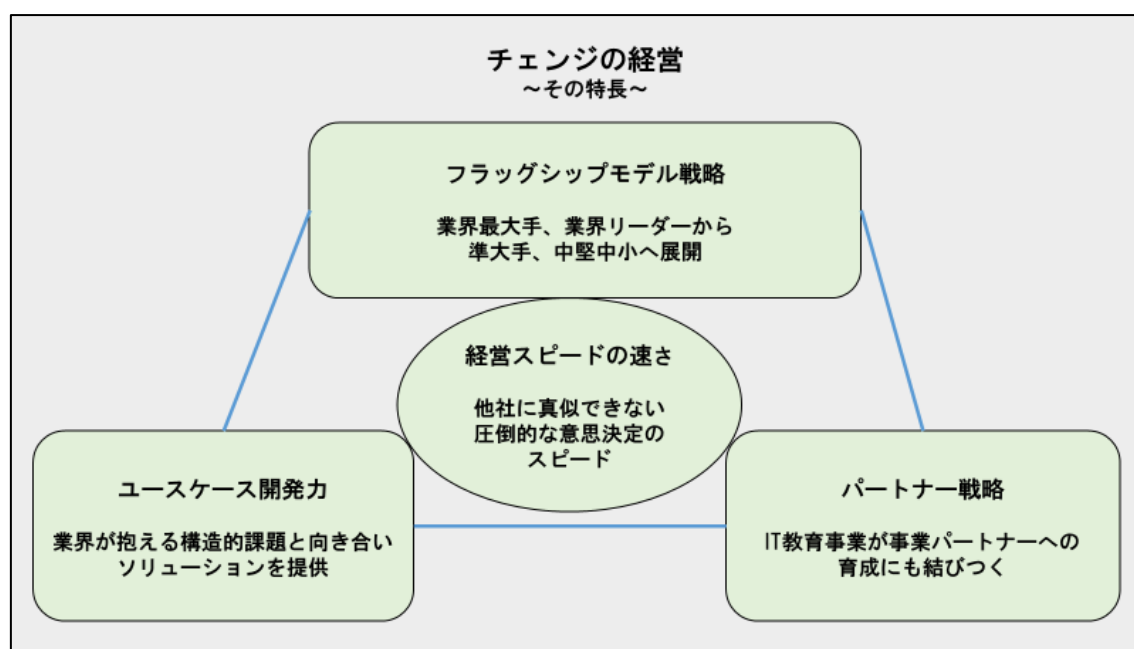 チェンジの経営
～その特長～
フラッグシップモデル戦略
業界最大手、業界リーダーから
準大手、中堅中小へ展開
経営スピードの速さ
他社に真似できない
圧倒的な意思決定の
スピード
ユースケース開発力
業界が抱える構造的課題と向き合い
ソリューションを提供
パートナー戦略
IT教育事業が事業パートナーへの
育成にも結びつく